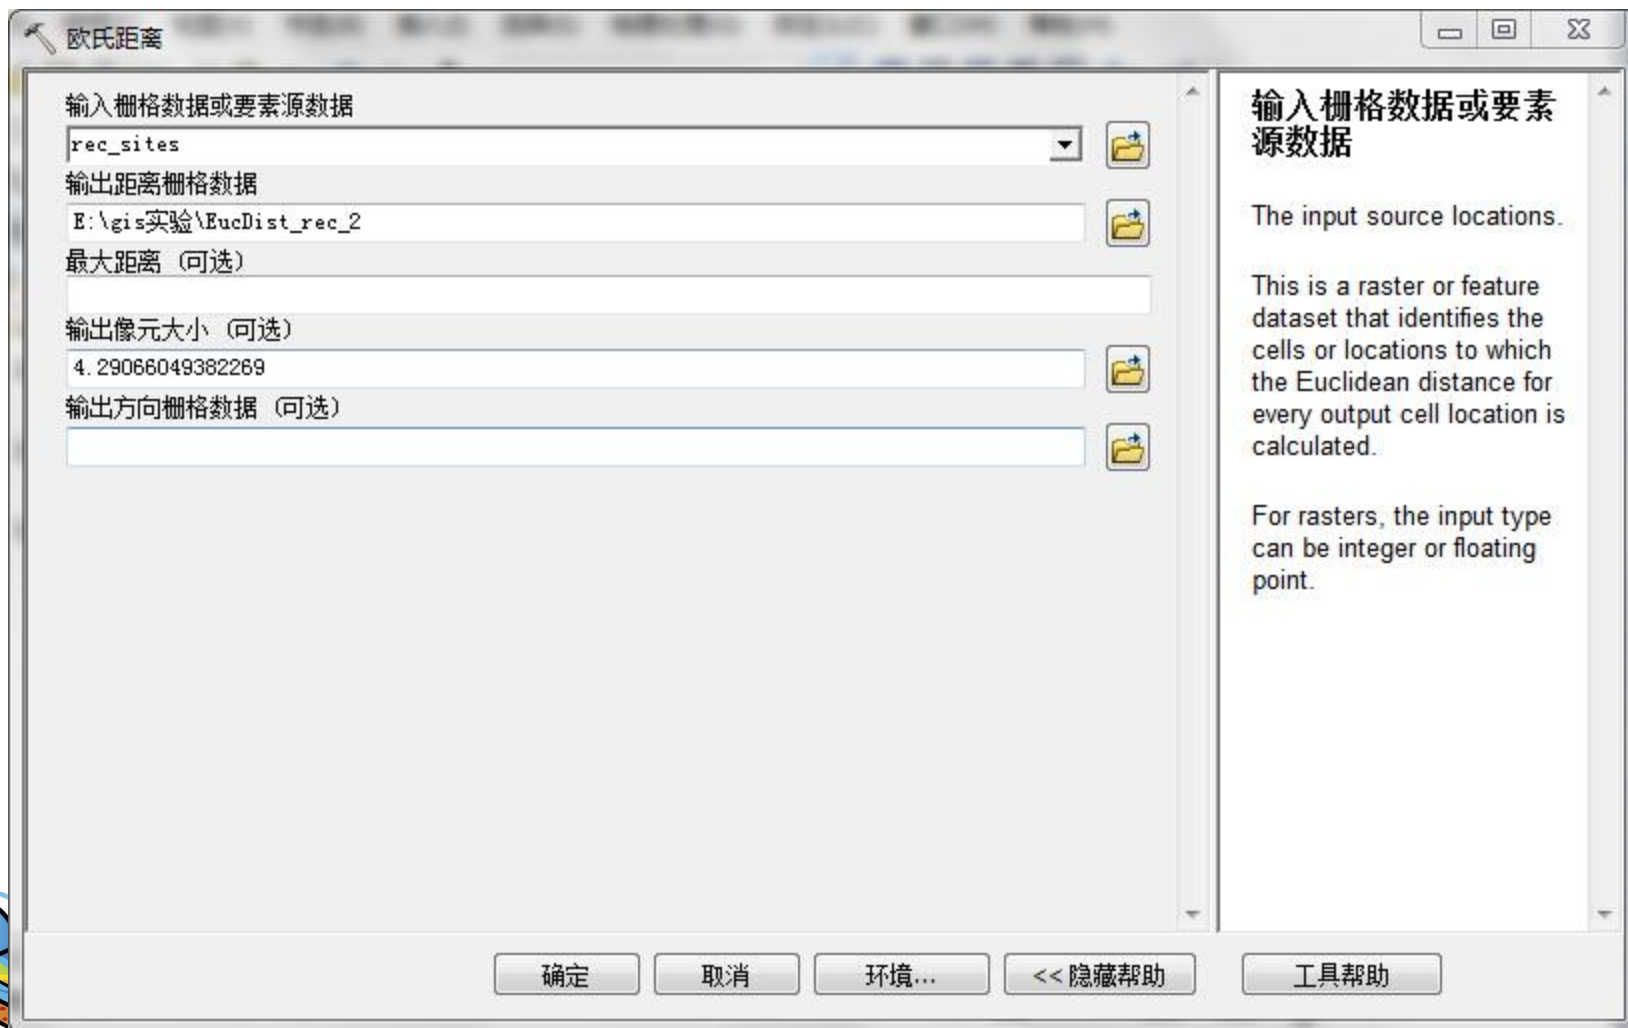 欧氏距离
输入栅格数据或要素源数据
rec_sites
输出距离栅格数据
E:\gis实验\EucDist_rec_2
最大距离 (可选)
输出像元大小 (可选)
4.29066049382269
输出方向栅格数据 (可选)
输入栅格数据或要素
源数据
The input source locations.
This is a raster or feature
dataset that identifies the
cells or locations to which
the Euclidean distance for
every output cell location is
calculated.
For rasters, the input type
can be integer or floating
point.
确定
取消
环境...
<< 隐藏帮助
工具帮助